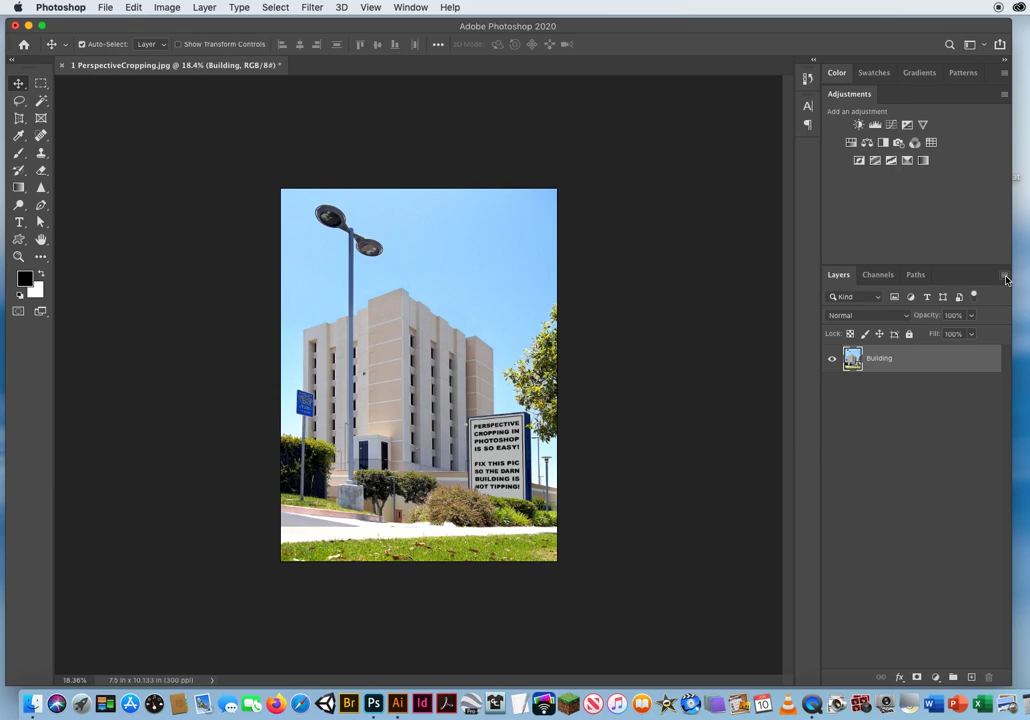 Photoshop File Edit Image Layer Type Select Filter 3D View Window Help
Adobe Photoshop 2020
Auto-Select: Layer Show Transform Controls 3D Mode:
1 PerspectiveCropping.jpg @ 18.4% (Building, RGB/8#) *
Color Swatches Gradients Patterns
Adjustments
Add an adjustment
Layers Channels Paths
Kind
Normal Opacity: 100%
Lock: Fill: 100%
Building
PERSPECTIVE
CROPPING IN
PHOTOSHOP
IS SO EASY!
FIX THIS PIC
SO THE DARN
BUILDING IS
NOT TIPPING!
18.36% 7.5 in x 10.133 in (300 ppi)
Br Ps Ai Id